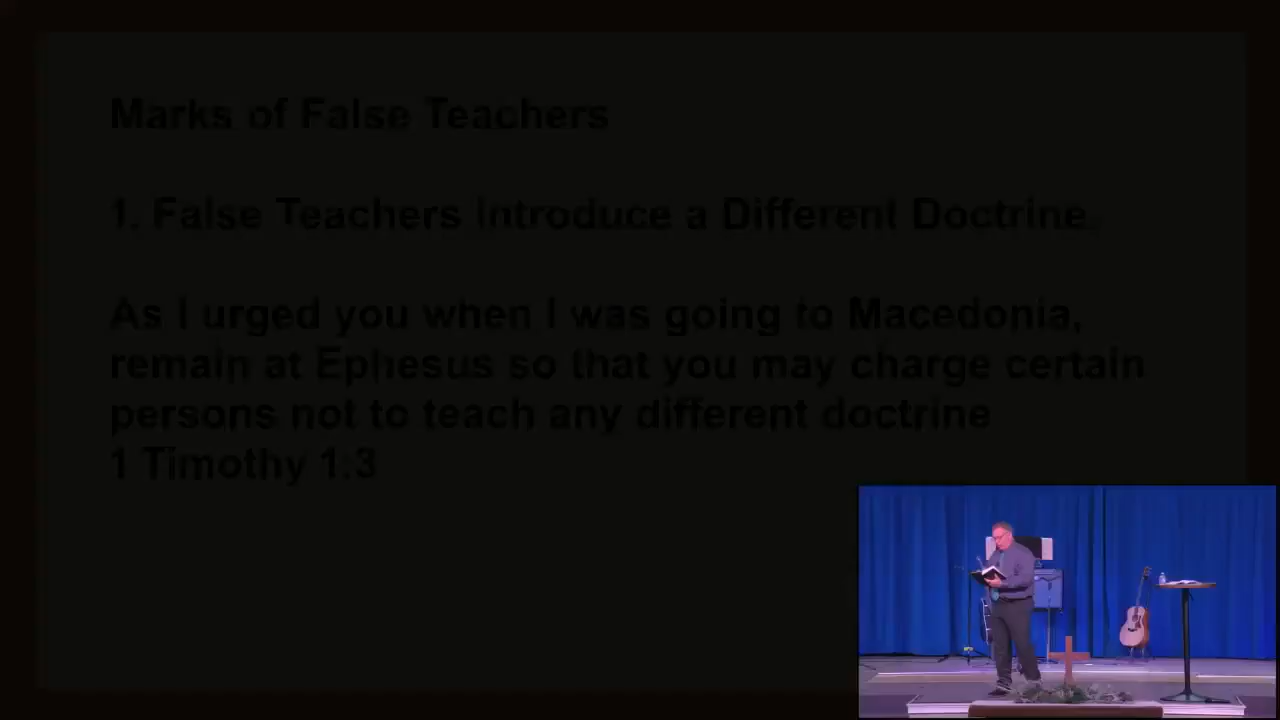 Marks of False Teachers
1. False Teachers Introduce a Different Doctrine.
As I urged you when I was going to Macedonia,
remain at Ephesus so that you may charge certain
persons not to teach any different doctrine
1 Timothy 1:3